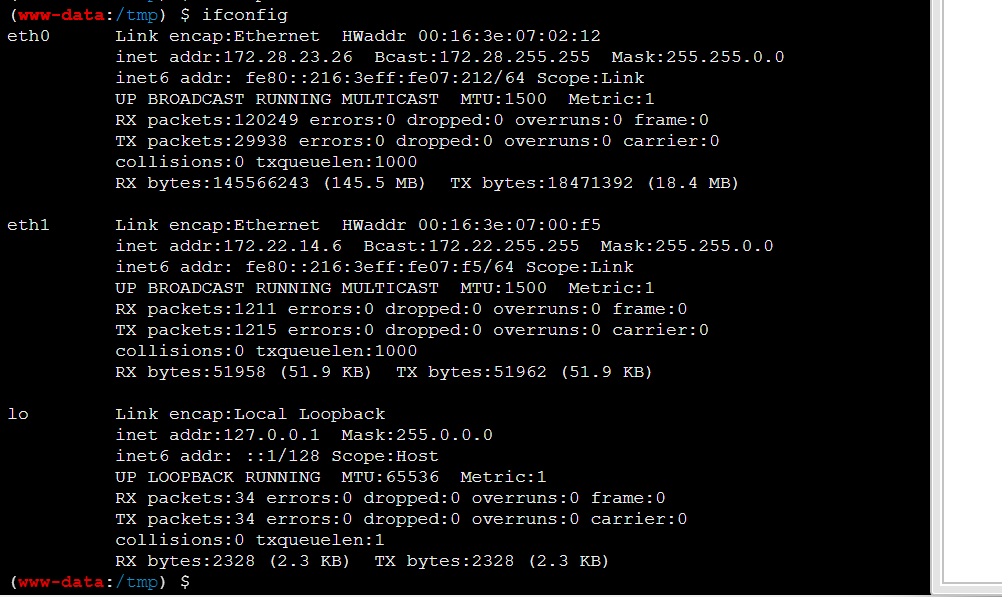 (www-data:/tmp) $ ifconfig
eth0      Link encap:Ethernet  HWaddr 00:16:3e:07:02:12
          inet addr:172.28.23.26  Bcast:172.28.255.255  Mask:255.255.0.0
          inet6 addr: fe80::216:3eff:fe07:212/64 Scope:Link
          UP BROADCAST RUNNING MULTICAST  MTU:1500  Metric:1
          RX packets:120249 errors:0 dropped:0 overruns:0 frame:0
          TX packets:29938 errors:0 dropped:0 overruns:0 carrier:0
          collisions:0 txqueuelen:1000
          RX bytes:145566243 (145.5 MB)  TX bytes:18471392 (18.4 MB)

eth1      Link encap:Ethernet  HWaddr 00:16:3e:07:00:f5
          inet addr:172.22.14.6  Bcast:172.22.255.255  Mask:255.255.0.0
          inet6 addr: fe80::216:3eff:fe07:f5/64 Scope:Link
          UP BROADCAST RUNNING MULTICAST  MTU:1500  Metric:1
          RX packets:1211 errors:0 dropped:0 overruns:0 frame:0
          TX packets:1215 errors:0 dropped:0 overruns:0 carrier:0
          collisions:0 txqueuelen:1000
          RX bytes:51958 (51.9 KB)  TX bytes:51962 (51.9 KB)

lo        Link encap:Local Loopback
          inet addr:127.0.0.1  Mask:255.0.0.0
          inet6 addr: ::1/128 Scope:Host
          UP LOOPBACK RUNNING  MTU:65536  Metric:1
          RX packets:34 errors:0 dropped:0 overruns:0 frame:0
          TX packets:34 errors:0 dropped:0 overruns:0 carrier:0
          collisions:0 txqueuelen:1
          RX bytes:2328 (2.3 KB)  TX bytes:2328 (2.3 KB)
(www-data:/tmp) $